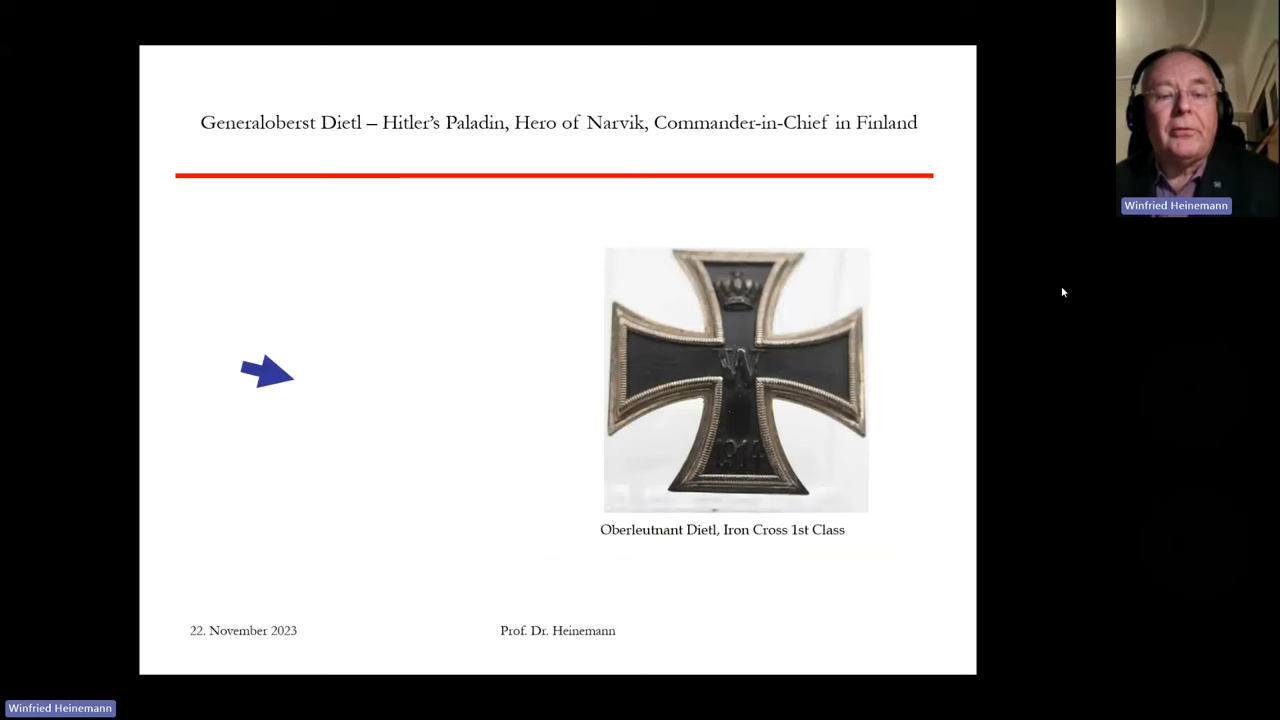 Generaloberst Dietl – Hitler's Paladin, Hero of Narvik, Commander-in-Chief in Finland
Winfried Heinemann
W
1914
Oberleutnant Dietl, Iron Cross 1st Class
22. November 2023
Prof. Dr. Heinemann
Winfried Heinemann